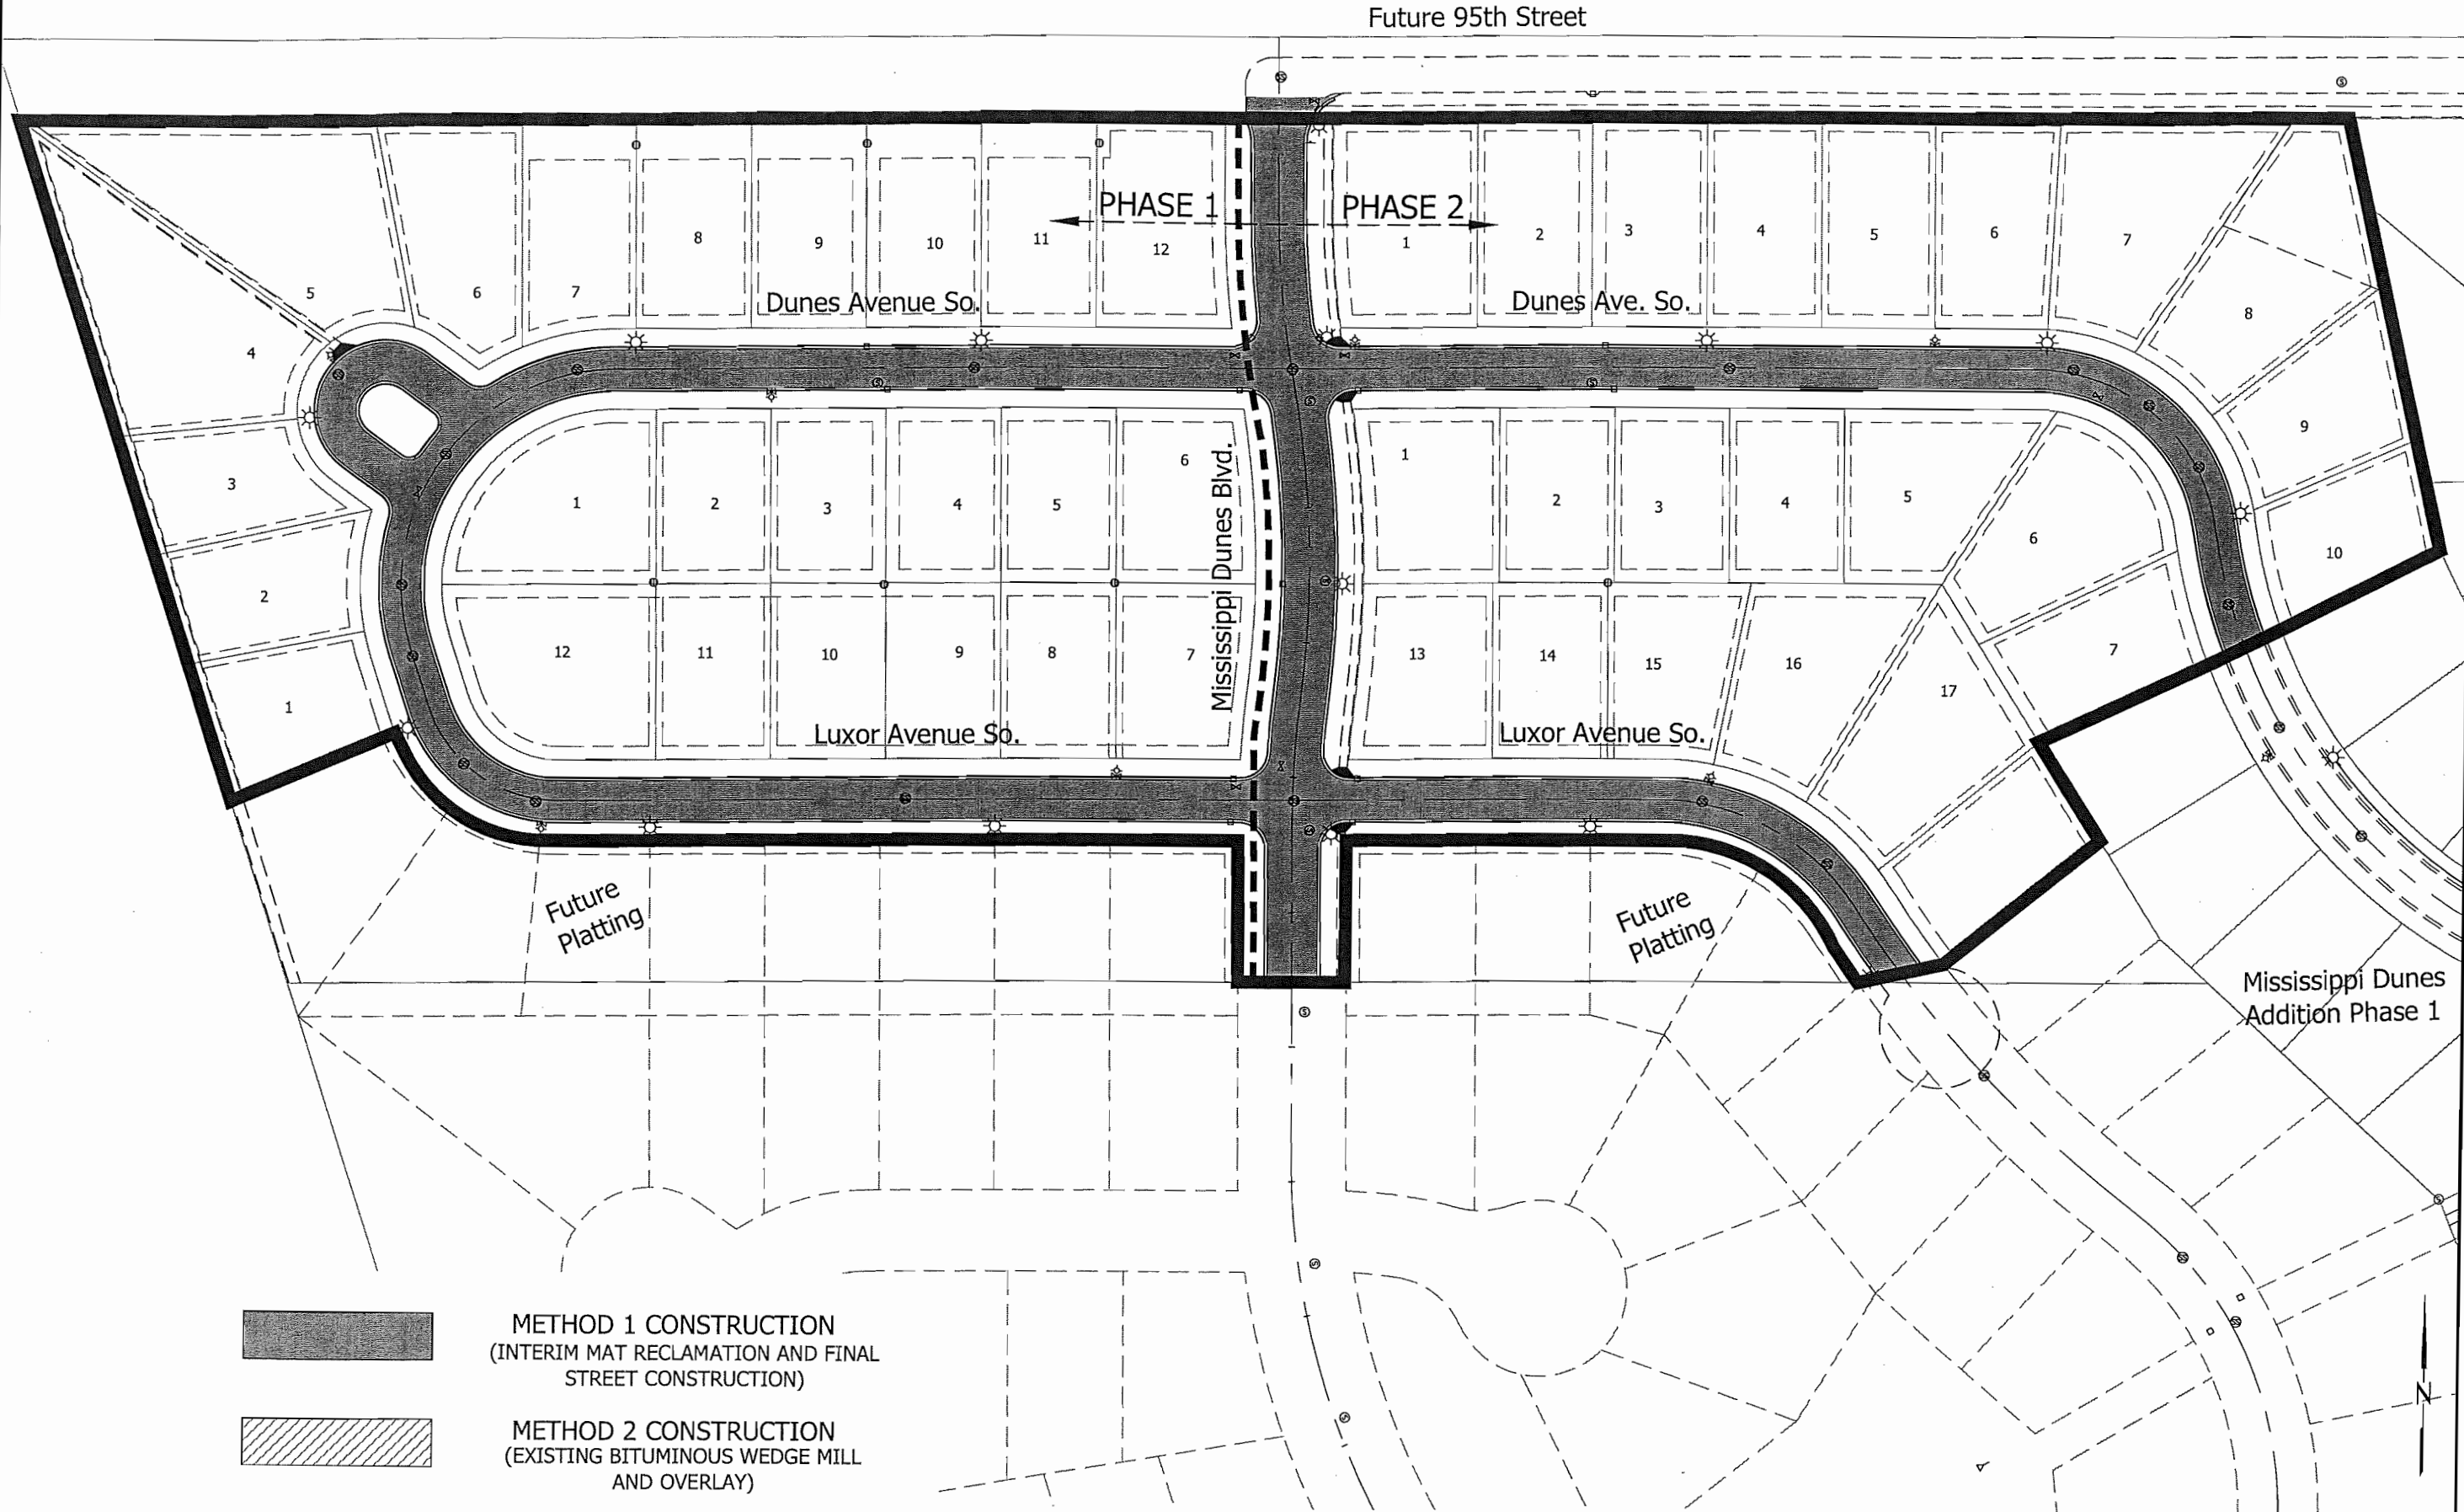 Future 95th Street
PHASE 1
PHASE 2
8
9
10
11
12
1
2
3
4
5
6
7
5
6
7
Dunes Avenue So.
Dunes Ave. So.
8
4
9
3
10
2
1
1
2
3
4
5
6
Mississippi Dunes Blvd.
1
2
3
4
5
6
7
12
11
10
9
8
7
13
14
15
16
17
Luxor Avenue So.
Luxor Avenue So.
Future
Platting
Future
Platting
Mississippi Dunes
Addition Phase 1
METHOD 1 CONSTRUCTION
(INTERIM MAT RECLAMATION AND FINAL
STREET CONSTRUCTION)
METHOD 2 CONSTRUCTION
(EXISTING BITUMINOUS WEDGE MILL
AND OVERLAY)
N